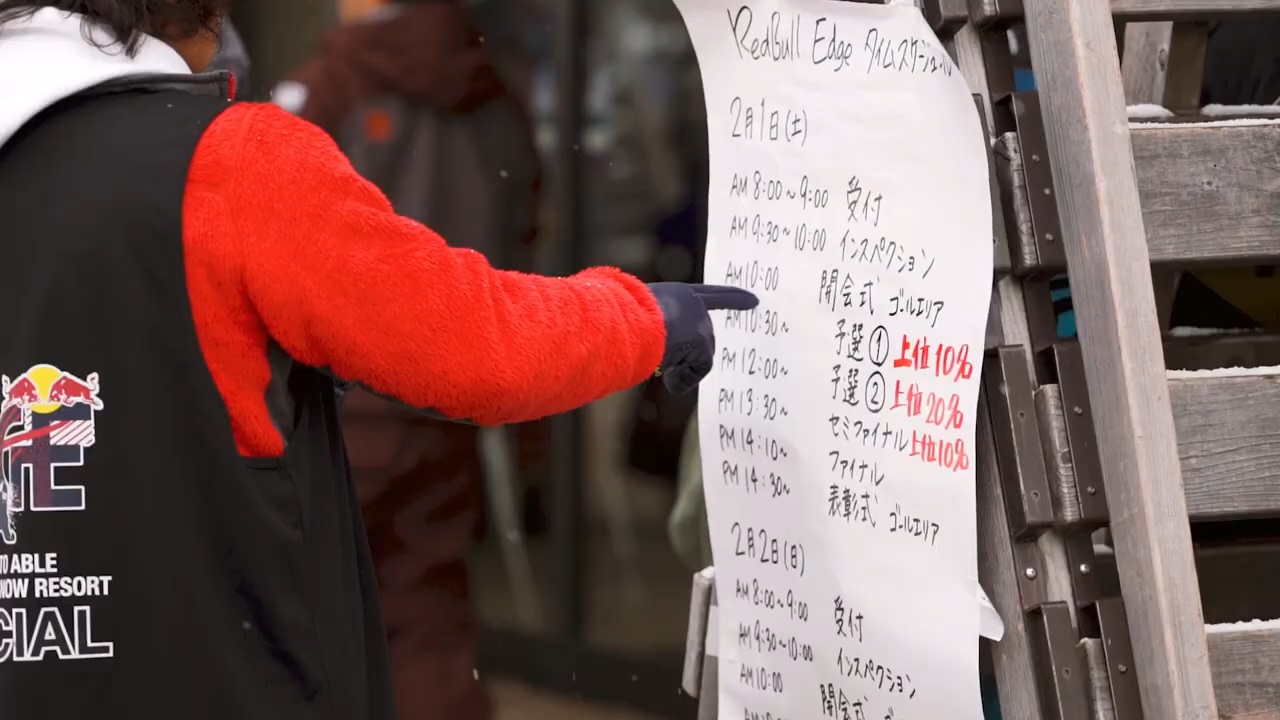 RedBull Edge タイムスケジュール
2月1日(土)
AM 8:00～9:00 受付
AM 9:30～10:00 インスペクション
AM 10:00 開会式 ゴールエリア
AM 10:30～ 予選① 上位10%
PM 12:00～ 予選② 上位20%
PM 13:30～ セミファイナル 上位10%
PM 14:10～ ファイナル
PM 14:30～ 表彰式 ゴールエリア
2月2日(日)
AM 8:00～9:00 受付
AM 9:30～10:00 インスペクション
AM 10:00 開会式
TO ABLE
NOW RESORT
CIAL